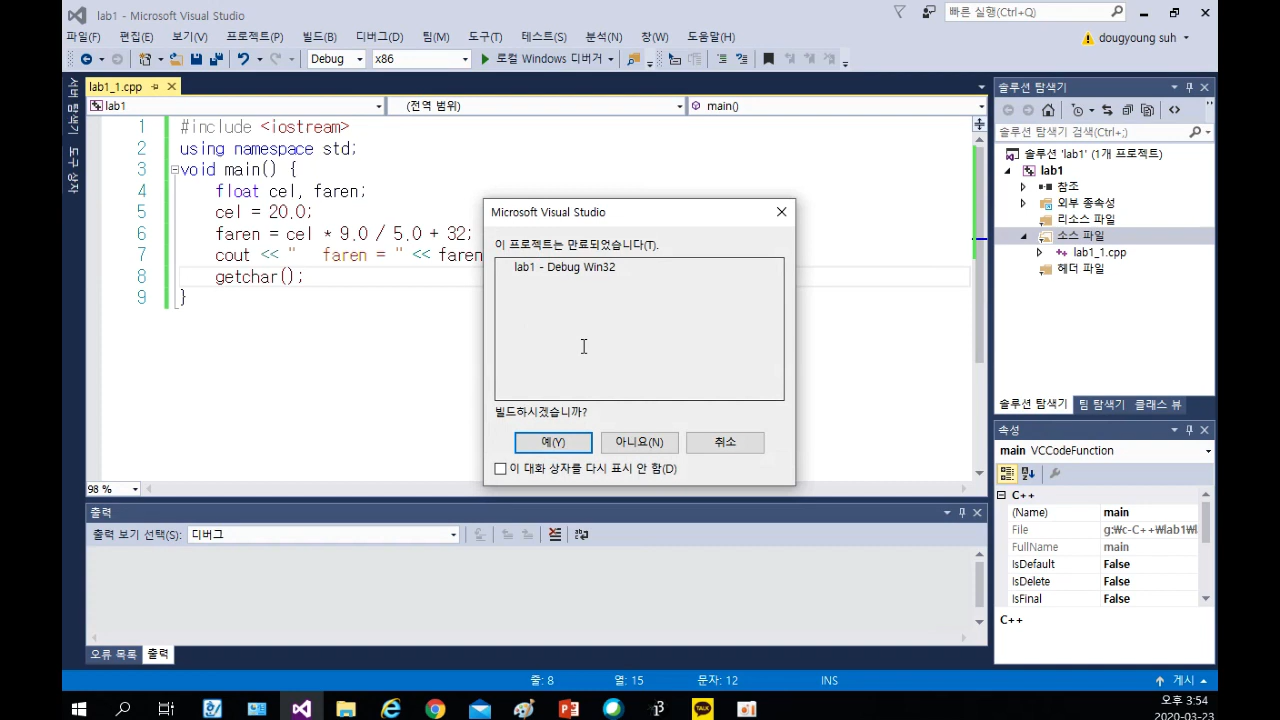 lab1 - Microsoft Visual Studio
빠른 실행(Ctrl+Q)
파일(F) 편집(E) 보기(V) 프로젝트(P) 빌드(B) 디버그(D) 팀(M) 도구(T) 테스트(S) 분석(N) 창(W) 도움말(H)
dougyoung suh
Debug x86 로컬 Windows 디버거
서버 탐색기
도구 상자
lab1_1.cpp
lab1 (전역 범위) main()
1 #include <iostream>
2 using namespace std;
3 void main() {
4 float cel, faren;
5 cel = 20.0;
6 faren = cel * 9.0 / 5.0 + 32;
7 cout << " faren = " << faren
8 getchar();
9 }
98 %
Microsoft Visual Studio
이 프로젝트는 만료되었습니다(T).
lab1 - Debug Win32
빌드하시겠습니까?
예(Y) 아니요(N) 취소
이 대화 상자를 다시 표시 안 함(D)
솔루션 탐색기
솔루션 탐색기 검색(Ctrl+;)
솔루션 'lab1' (1개 프로젝트)
lab1
참조
외부 종속성
리소스 파일
소스 파일
lab1_1.cpp
헤더 파일
솔루션 탐색기 팀 탐색기 클래스 뷰
속성
main VCCodeFunction
C++
(Name) main
File g:₩c-C++₩lab1₩l
FullName main
IsDefault False
IsDelete False
IsFinal False
C++
출력
출력 보기 선택(S): 디버그
오류 목록 출력
줄: 8 열: 15 문자: 12 INS
게시
오후 3:54
2020-03-23